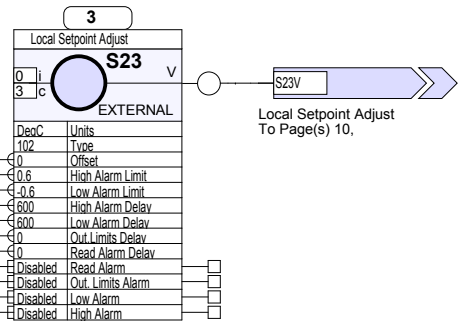 3
Local Setpoint Adjust
S23
V
0 i
3 c
EXTERNAL
S23V
Local Setpoint Adjust
To Page(s) 10,
DegC Units
102 Type
0 Offset
0.6 High Alarm Limit
-0.6 Low Alarm Limit
600 High Alarm Delay
600 Low Alarm Delay
0 Out.Limits Delay
0 Read Alarm Delay
Disabled Read Alarm
Disabled Out. Limits Alarm
Disabled Low Alarm
Disabled High Alarm